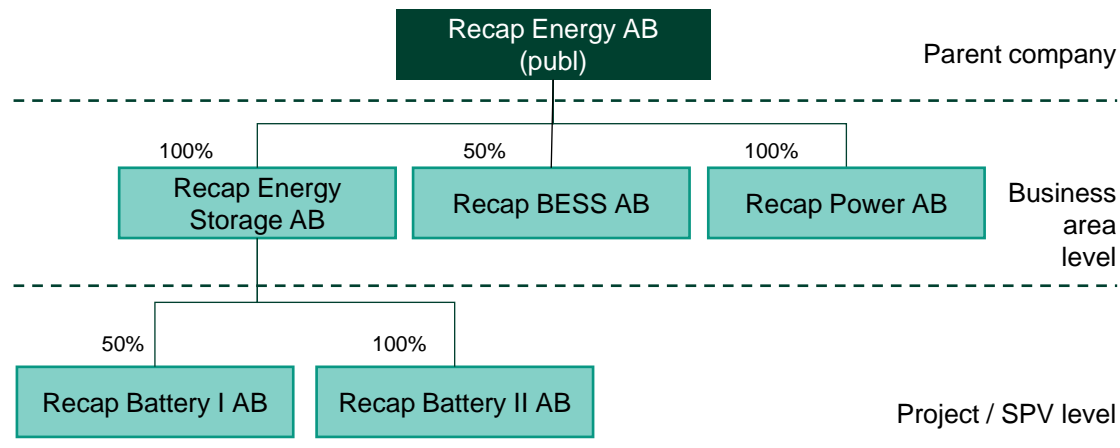 Recap Energy AB
(publ)
Parent company
100%
50%
100%
Recap Energy
Storage AB
Recap BESS AB
Recap Power AB
Business
area
level
50%
100%
Recap Battery I AB
Recap Battery II AB
Project / SPV level